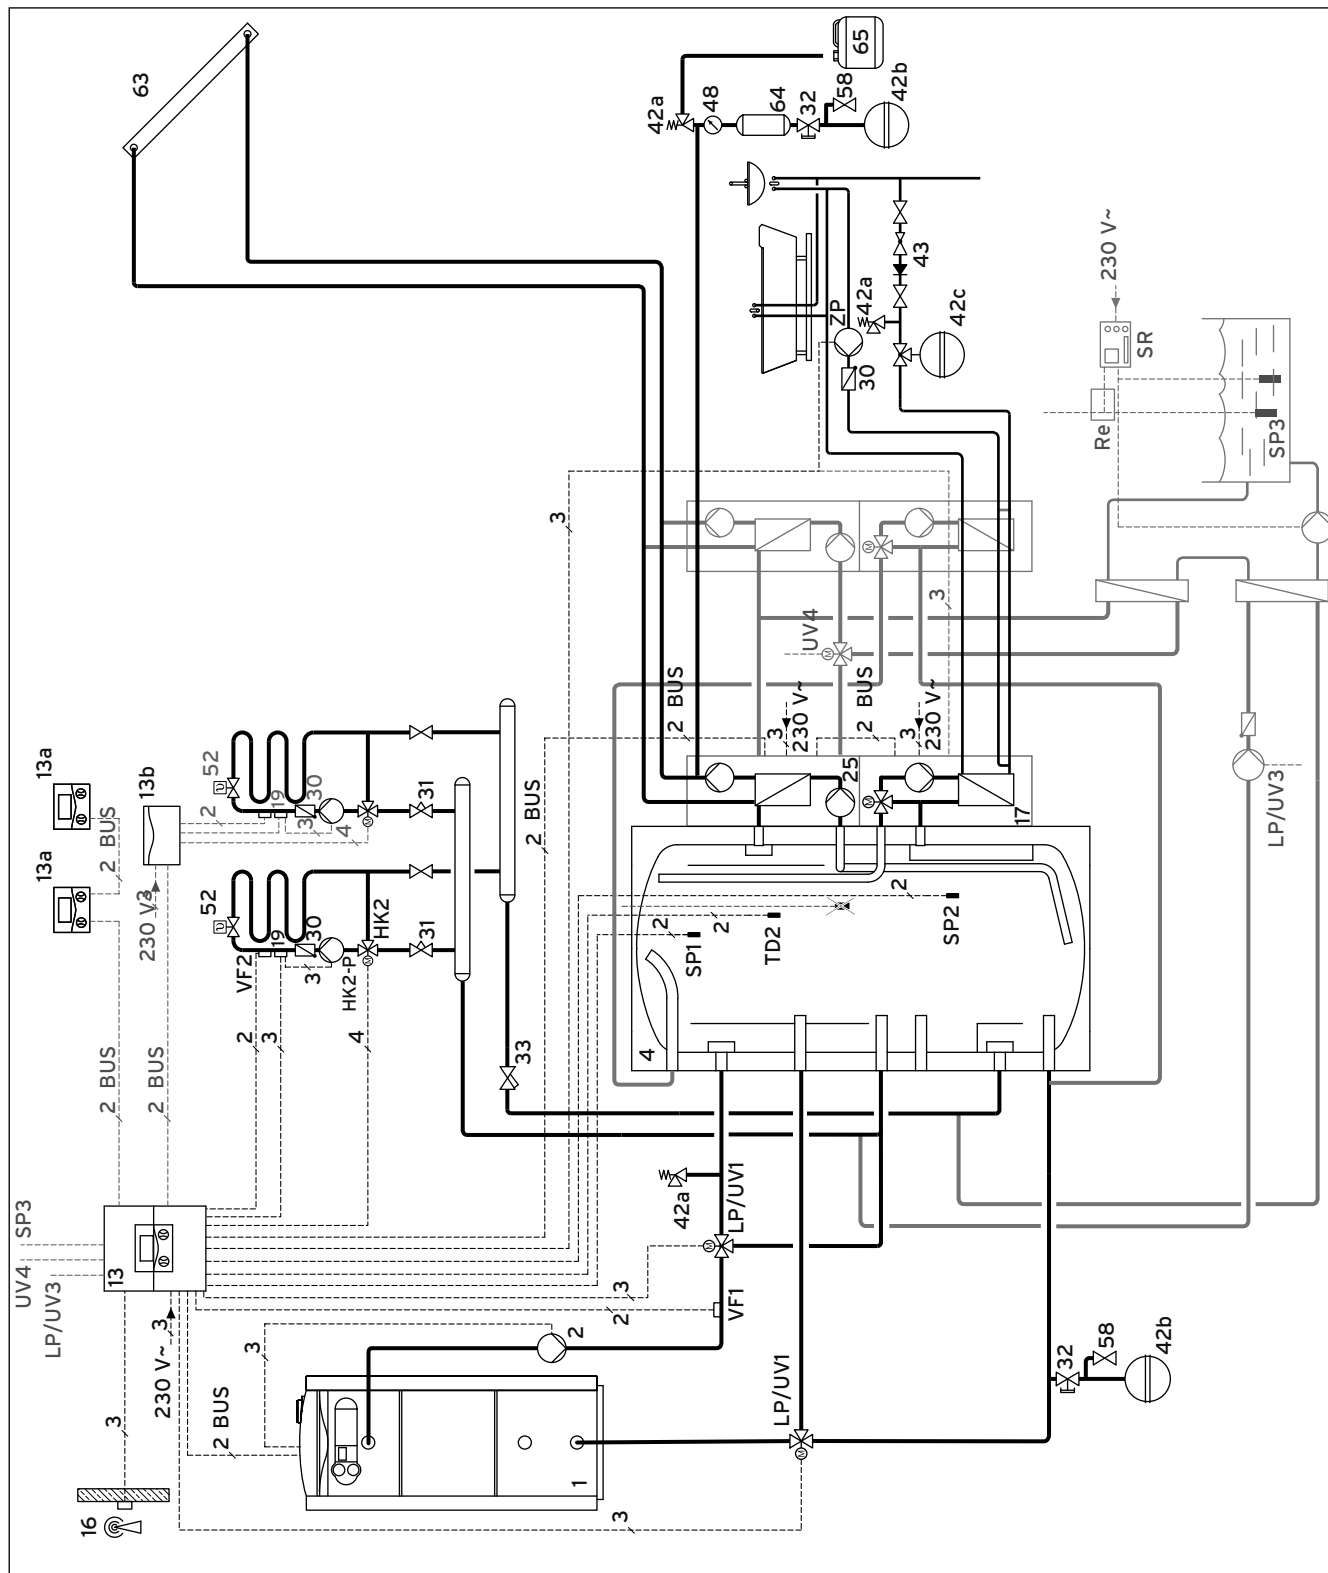 63
42a
48
64
32
58
42b
65
43
42a
ZP
30
42c
230 V~
SR
Re
SP3
13a
2 BUS
13a
13b
52
2
19
30
3
4
31
230 V~
3
52
VF2
19
30
3
HK2-P
HK2
31
2
3
4
2 BUS
2 BUS
33
2 BUS
3
2 BUS
3
230 V~
UV4
2 BUS
3
230 V~
3
25
17
2
SP1
2
TD2
2
SP2
4
LP/UV3
SP3
UV4
LP/UV3
13
3
230 V~
3
2 BUS
3
2
3
2
VF1
42a
LP/UV1
LP/UV1
16
1
3
32
58
42b